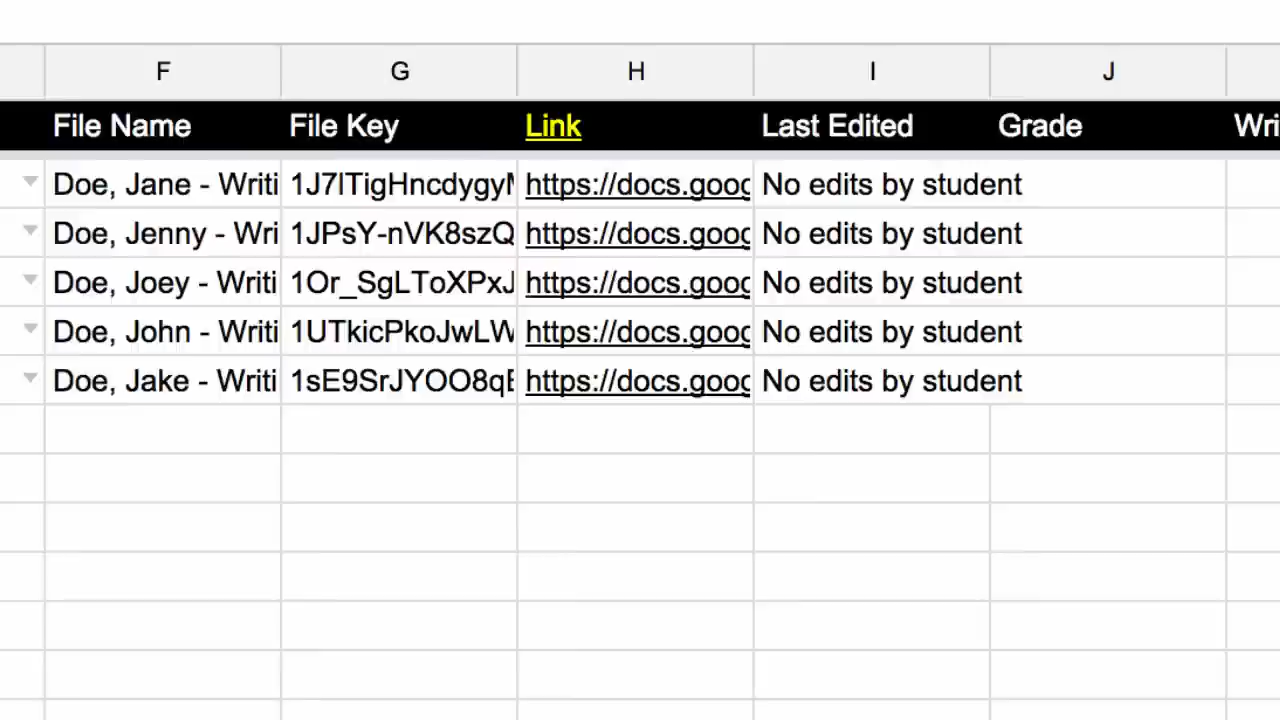 F G H I J
File Name File Key Link Last Edited Grade Wri
Doe, Jane - Writi 1J7lTigHncdygy https://docs.goog No edits by student
Doe, Jenny - Wri 1JPsY-nVK8szQ https://docs.goog No edits by student
Doe, Joey - Writi 1Or_SgLToXPxJ https://docs.goog No edits by student
Doe, John - Writi 1UTkicPkoJwLW https://docs.goog No edits by student
Doe, Jake - Writi 1sE9SrJYOO8qE https://docs.goog No edits by student